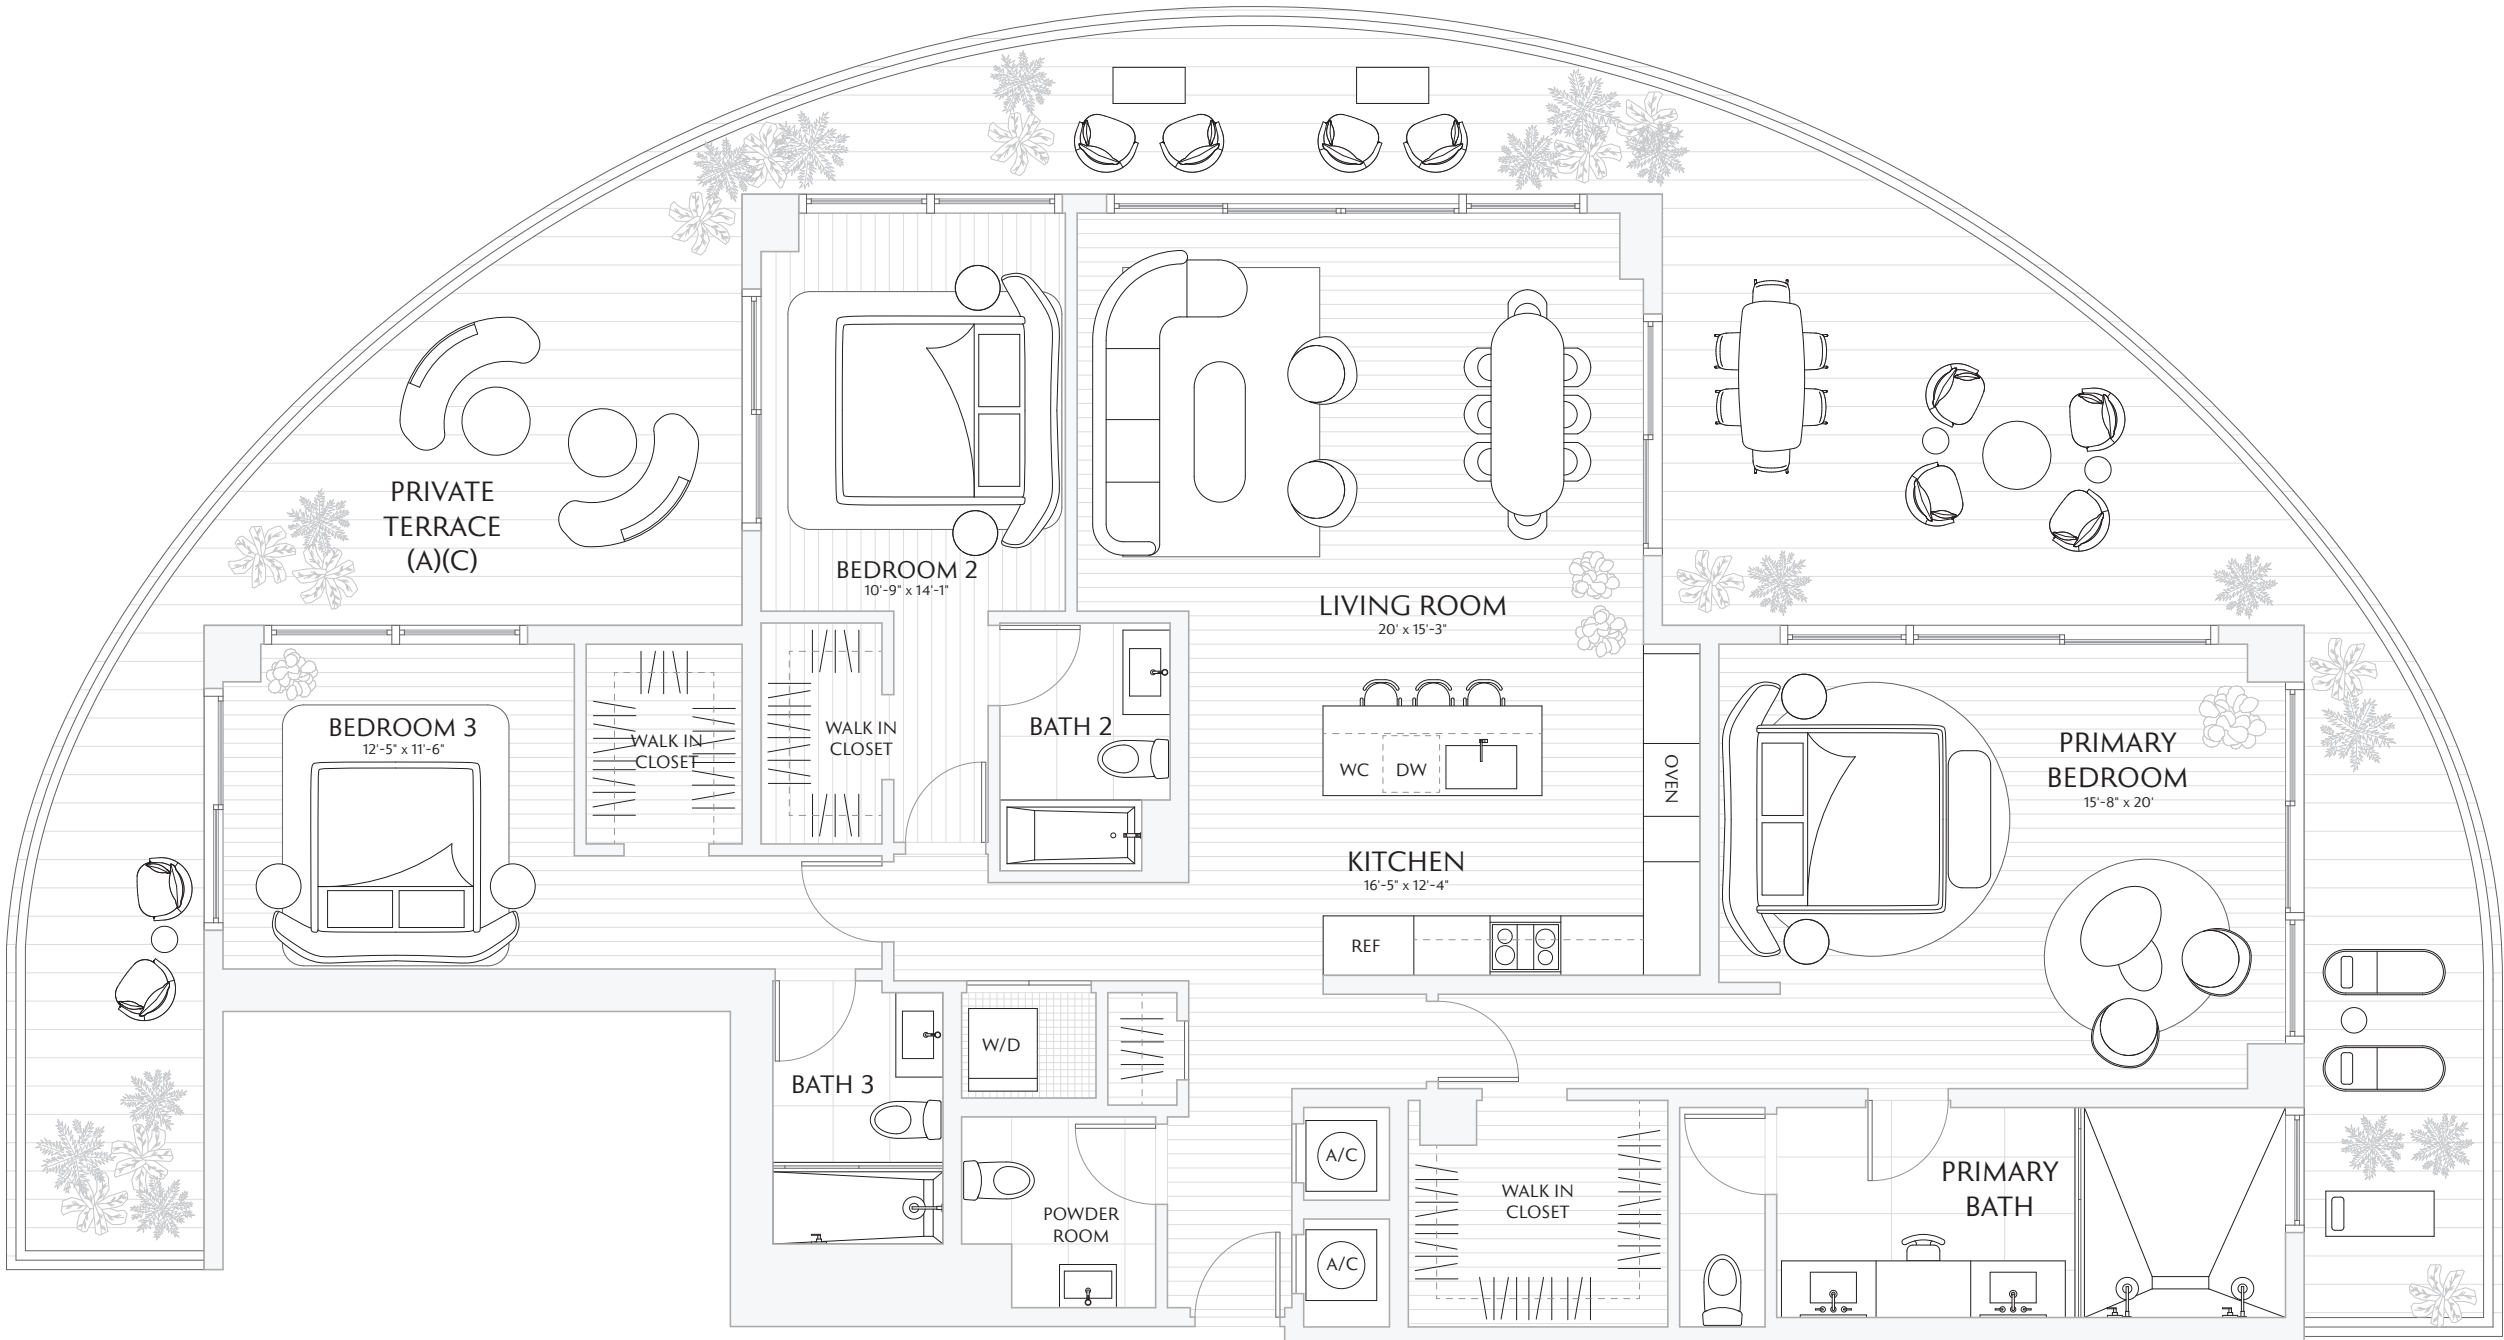 PRIVATE
TERRACE
(A)(C)
BEDROOM 2
10'-9" x 14'-1"
LIVING ROOM
20' x 15'-3"
BEDROOM 3
12'-5" x 11'-6"
WALK IN
CLOSET
WALK IN
CLOSET
BATH 2
WC
DW
OVEN
PRIMARY
BEDROOM
15'-8" x 20'
KITCHEN
16'-5" x 12'-4"
REF
W/D
BATH 3
POWDER
ROOM
A/C
A/C
WALK IN
CLOSET
PRIMARY
BATH